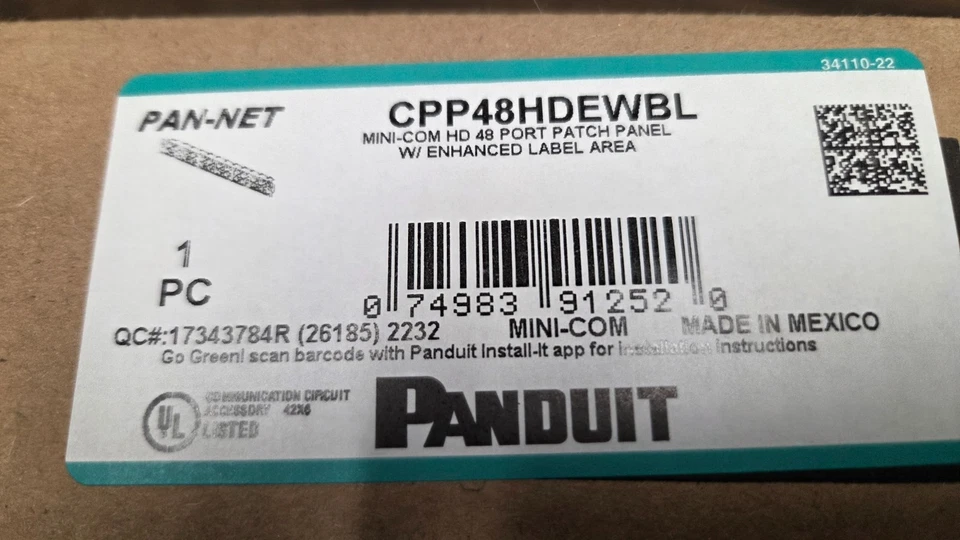 34110-22
PAN-NET
CPP48HDEWBL
MINI-COM HD 48 PORT PATCH PANEL
W/ ENHANCED LABEL AREA
1
PC
0 74983 91252 0
QC#:17343784R (26185) 2232 MINI-COM MADE IN MEXICO
Go Green! scan barcode with Panduit Install-It app for installation instructions
UL COMMUNICATION CIRCUIT
ACCESSORY 42X6
LISTED
PANDUIT